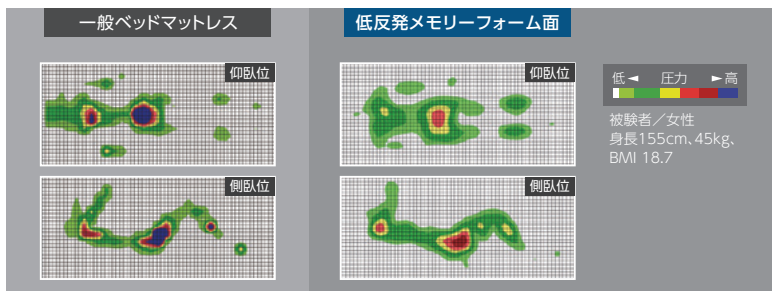 一般ベッドマットレス
仰臥位
側臥位
低反発メモリーフォーム面
仰臥位
側臥位
低◄ 圧力 ►高
被験者／女性
身長155cm、45kg、
BMI 18.7